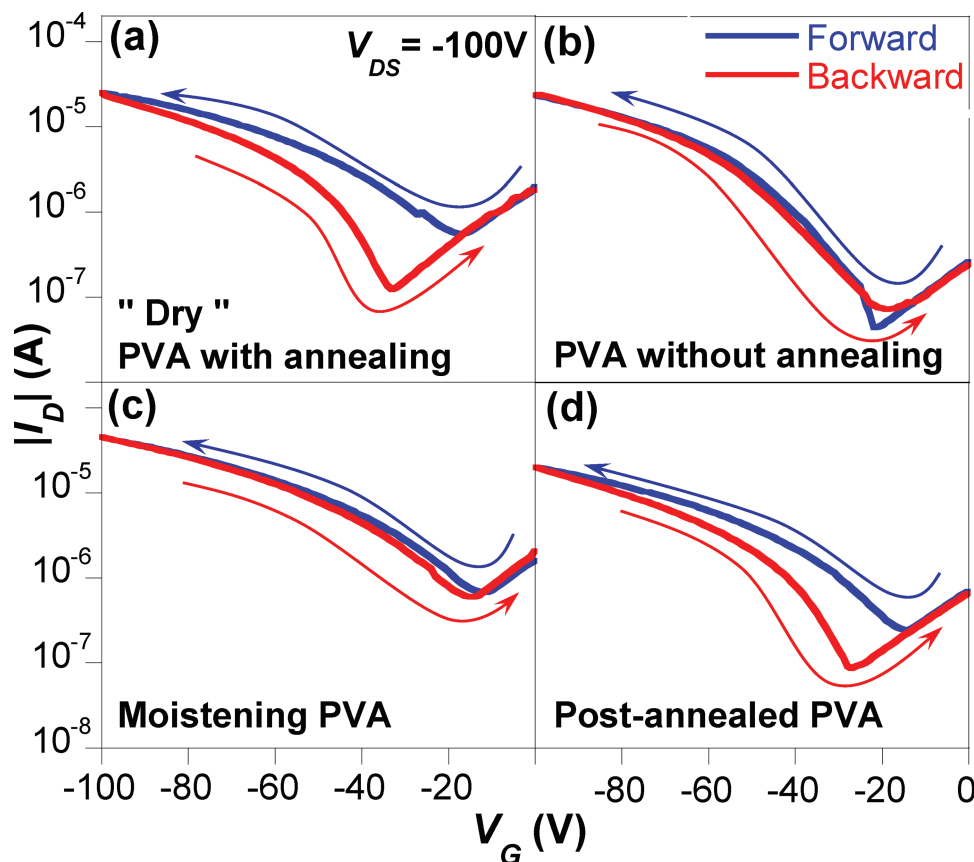 (a)
V_DS = -100V
(b)
Forward
Backward
10^-4
10^-5
10^-6
10^-7
" Dry "
PVA with annealing
PVA without annealing
|I_D| (A)
(c)
(d)
10^-5
10^-6
10^-7
10^-8
Moistening PVA
Post-annealed PVA
-100 -80 -60 -40 -20 -80 -60 -40 -20 0
V_G (V)